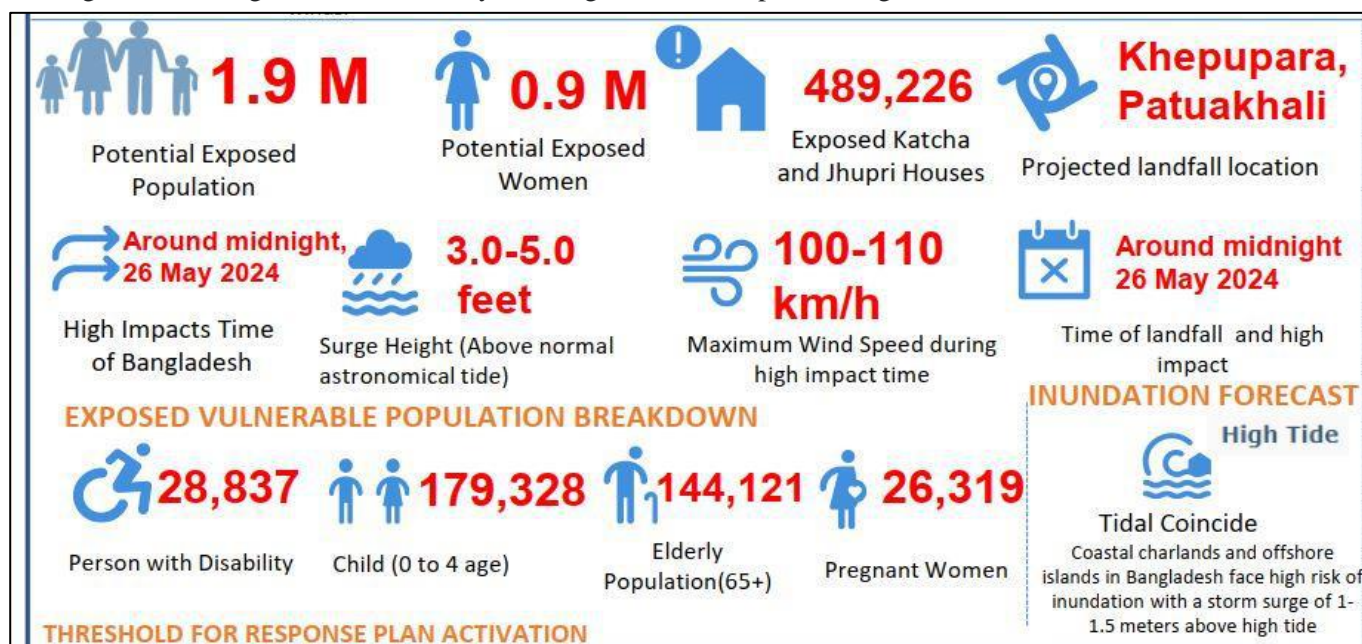 1.9 M
Potential Exposed
Population
0.9 M
Potential Exposed
Women
489,226
Exposed Katcha
and Jhupri Houses
Khepupara,
Patuakhali
Projected landfall location
Around midnight,
26 May 2024
High Impacts Time
of Bangladesh
3.0-5.0
feet
Surge Height (Above normal
astronomical tide)
100-110
km/h
Maximum Wind Speed during
high impact time
Around midnight
26 May 2024
Time of landfall and high
impact
EXPOSED VULNERABLE POPULATION BREAKDOWN
28,837
Person with Disability
179,328
Child (0 to 4 age)
144,121
Elderly
Population(65+)
26,319
Pregnant Women
INUNDATION FORECAST
High Tide
Tidal Coincide
Coastal charlands and offshore
islands in Bangladesh face high risk of
inundation with a storm surge of 1-
1.5 meters above high tide
THRESHOLD FOR RESPONSE PLAN ACTIVATION